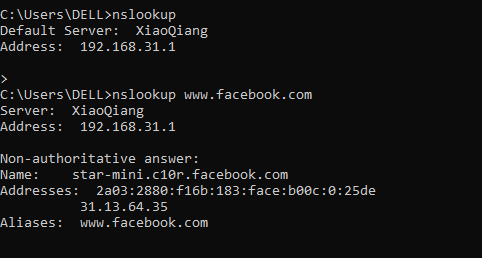 C:\Users\DELL>nslookup
Default Server:  XiaoQiang
Address:  192.168.31.1

>
C:\Users\DELL>nslookup www.facebook.com
Server:  XiaoQiang
Address:  192.168.31.1

Non-authoritative answer:
Name:    star-mini.c10r.facebook.com
Addresses:  2a03:2880:f16b:183:face:b00c:0:25de
          31.13.64.35
Aliases:  www.facebook.com